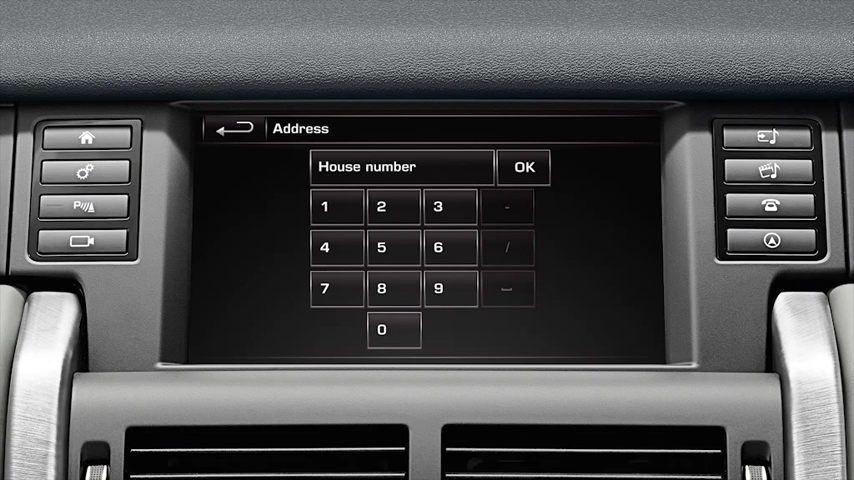 Address
House number OK
1 2 3 -
4 5 6 /
7 8 9 ⎵
0
P